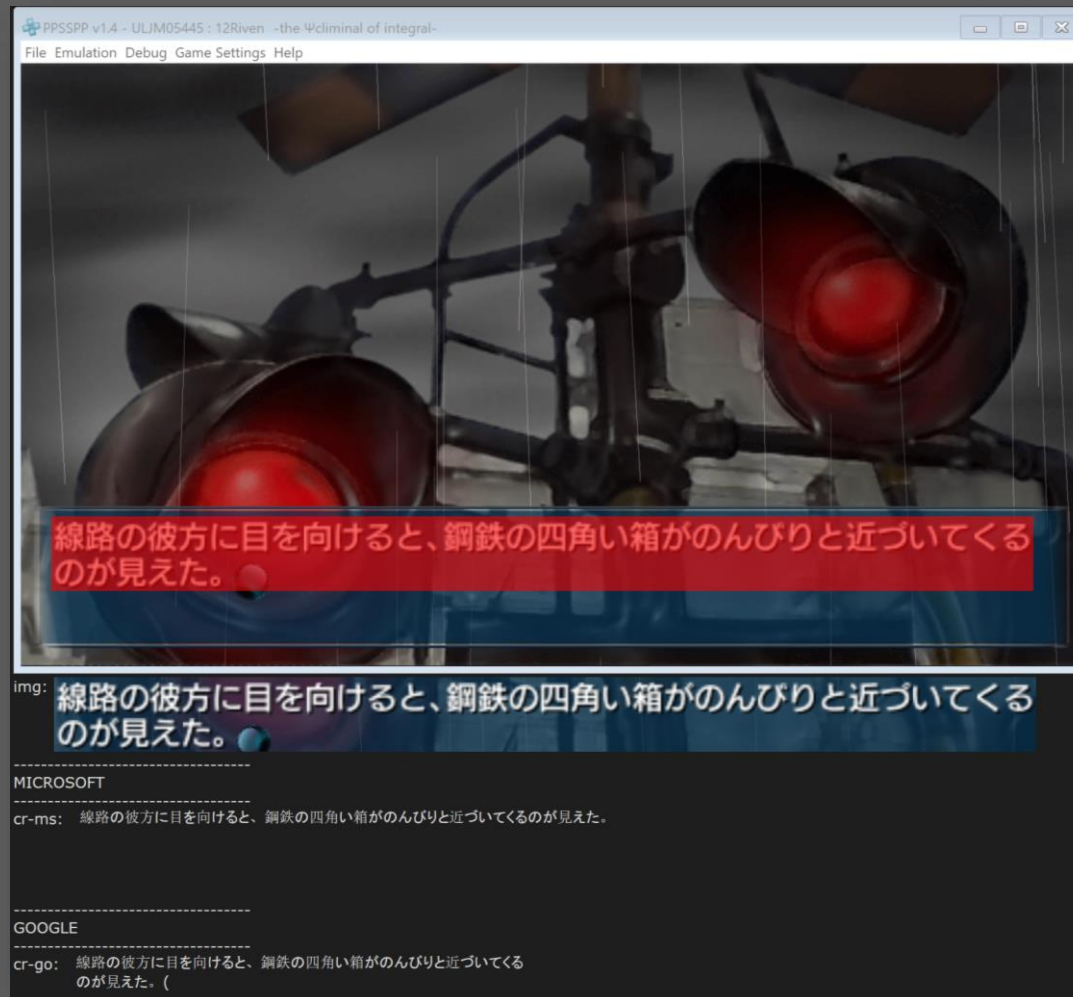 PPSSPP v1.4 - ULJM05445 : 12Riven -the Ψcliminal of integral-
File Emulation Debug Game Settings Help
線路の彼方に目を向けると、鋼鉄の四角い箱がのんびりと近づいてくる
のが見えた。
img:
線路の彼方に目を向けると、鋼鉄の四角い箱がのんびりと近づいてくる
のが見えた。
-----------------------------------
MICROSOFT
-----------------------------------
cr-ms: 線路の彼方に目を向けると、鋼鉄の四角い箱がのんびりと近づいてくるのが見えた。
-----------------------------------
GOOGLE
-----------------------------------
cr-go: 線路の彼方に目を向けると、鋼鉄の四角い箱がのんびりと近づいてくる
のが見えた。(